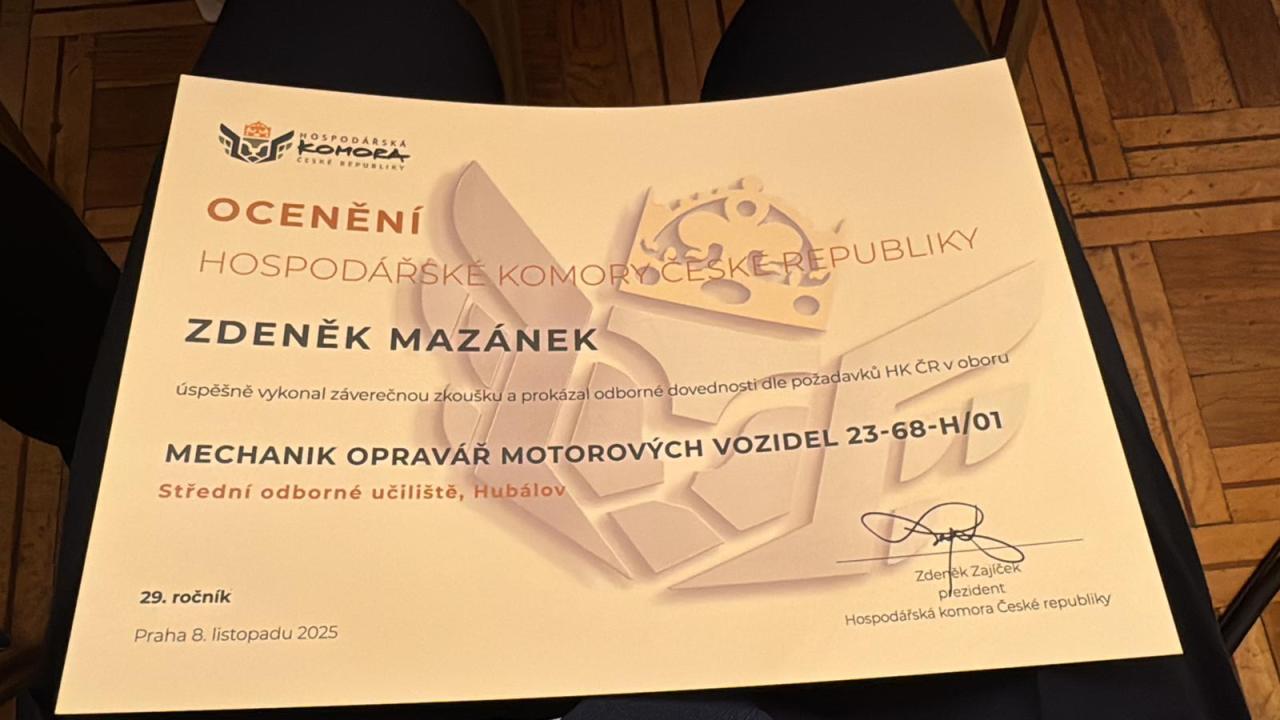 HOSPODÁŘSKÁ
KOMORA
ČESKÉ REPUBLIKY
OCENĚNÍ
HOSPODÁŘSKÉ KOMORY ČESKÉ REPUBLIKY
ZDENĚK MAZÁNEK
úspěšně vykonal záverečnou zkoušku a prokázal odborné dovednosti dle požadavků HK ČR v oboru
MECHANIK OPRAVÁŘ MOTOROVÝCH VOZIDEL 23-68-H/01
Střední odborné učiliště, Hubálov
Zdeněk Zajíček
prezident
Hospodářská komora České republiky
29. ročník
Praha 8. listopadu 2025